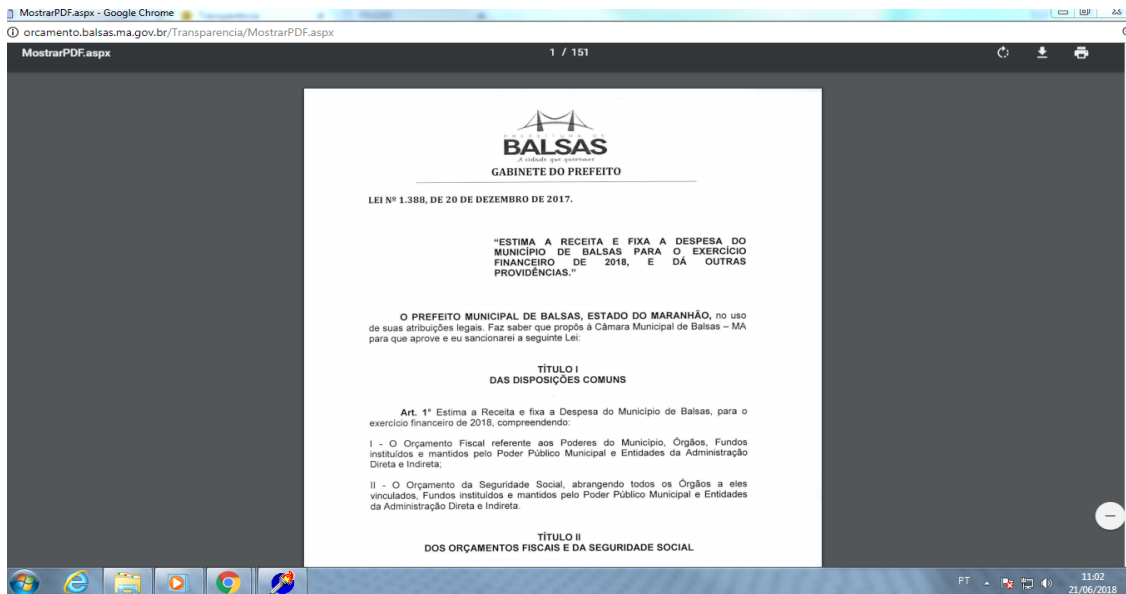 MostrarPDF.aspx - Google Chrome
orcamento.balsas.ma.gov.br/Transparencia/MostrarPDF.aspx
MostrarPDF.aspx
1 / 151
PREFEITURA DE
BALSAS
A cidade que queremos
GABINETE DO PREFEITO
LEI Nº 1.388, DE 20 DE DEZEMBRO DE 2017.
“ESTIMA A RECEITA E FIXA A DESPESA DO
MUNICÍPIO DE BALSAS PARA O EXERCÍCIO
FINANCEIRO DE 2018, E DÁ OUTRAS
PROVIDÊNCIAS.”
O PREFEITO MUNICIPAL DE BALSAS, ESTADO DO MARANHÃO, no uso
de suas atribuições legais. Faz saber que propôs à Câmara Municipal de Balsas – MA
para que aprove e eu sancionarei a seguinte Lei:
TÍTULO I
DAS DISPOSIÇÕES COMUNS
Art. 1° Estima a Receita e fixa a Despesa do Município de Balsas, para o
exercício financeiro de 2018, compreendendo:
I - O Orçamento Fiscal referente aos Poderes do Município, Órgãos, Fundos
instituídos e mantidos pelo Poder Público Municipal e Entidades da Administração
Direta e Indireta;
II - O Orçamento da Seguridade Social, abrangendo todos os Órgãos a eles
vinculados, Fundos instituídos e mantidos pelo Poder Público Municipal e Entidades
da Administração Direta e Indireta.
TÍTULO II
DOS ORÇAMENTOS FISCAIS E DA SEGURIDADE SOCIAL
PT
11:02
21/06/2018